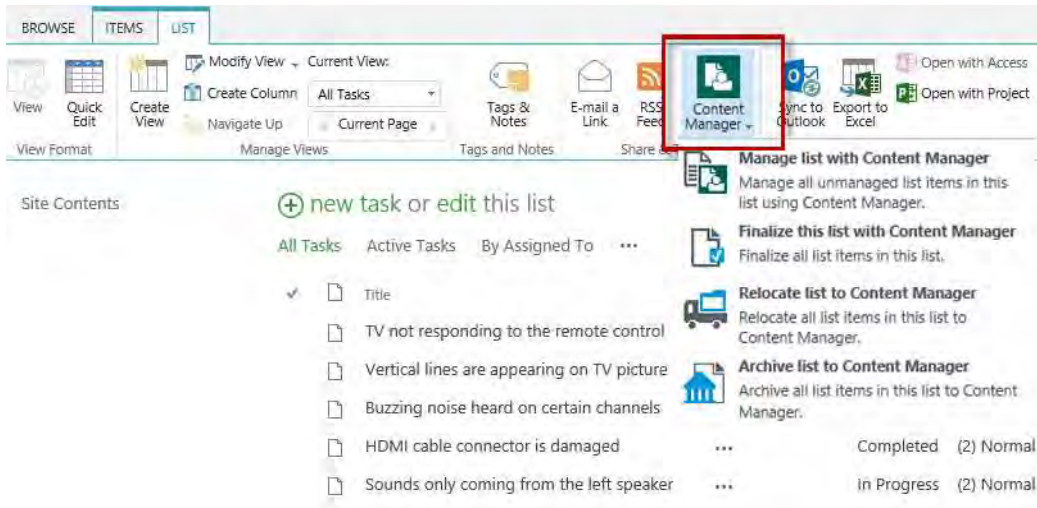 BROWSE ITEMS LIST
View
Quick Edit
Create View
Modify View
Create Column
Navigate Up
Current View:
All Tasks
Current Page
Tags & Notes
E-mail a Link
RSS Feed
Content Manager
Sync to Outlook
Export to Excel
Open with Access
Open with Project
View Format
Manage Views
Tags and Notes
Share
Site Contents
new task or edit this list
All Tasks Active Tasks By Assigned To ...
Title
TV not responding to the remote control
Vertical lines are appearing on TV picture
Buzzing noise heard on certain channels
HDMI cable connector is damaged ... Completed (2) Normal
Sounds only coming from the left speaker ... In Progress (2) Normal
Manage list with Content Manager
Manage all unmanaged list items in this
list using Content Manager.
Finalize this list with Content Manager
Finalize all list items in this list.
Relocate list to Content Manager
Relocate all list items in this list to
Content Manager.
Archive list to Content Manager
Archive all list items in this list to Content
Manager.